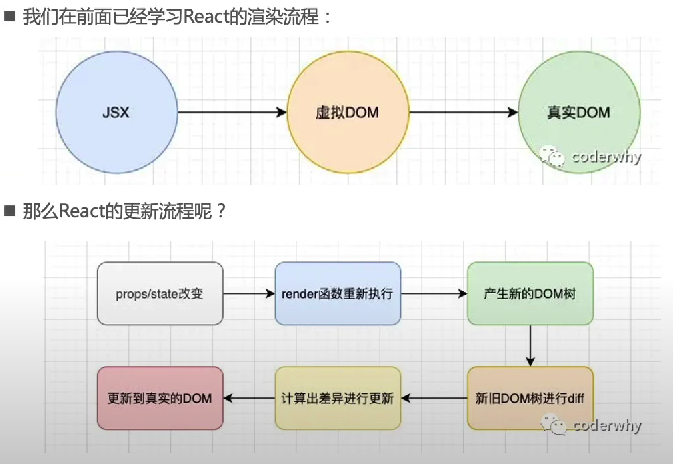 我们在前面已经学习React的渲染流程：
JSX
虚拟DOM
真实DOM
coderwhy
那么React的更新流程呢？
props/state改变
render函数重新执行
产生新的DOM树
更新到真实的DOM
计算出差异进行更新
新旧DOM树进行diff
coderwhy